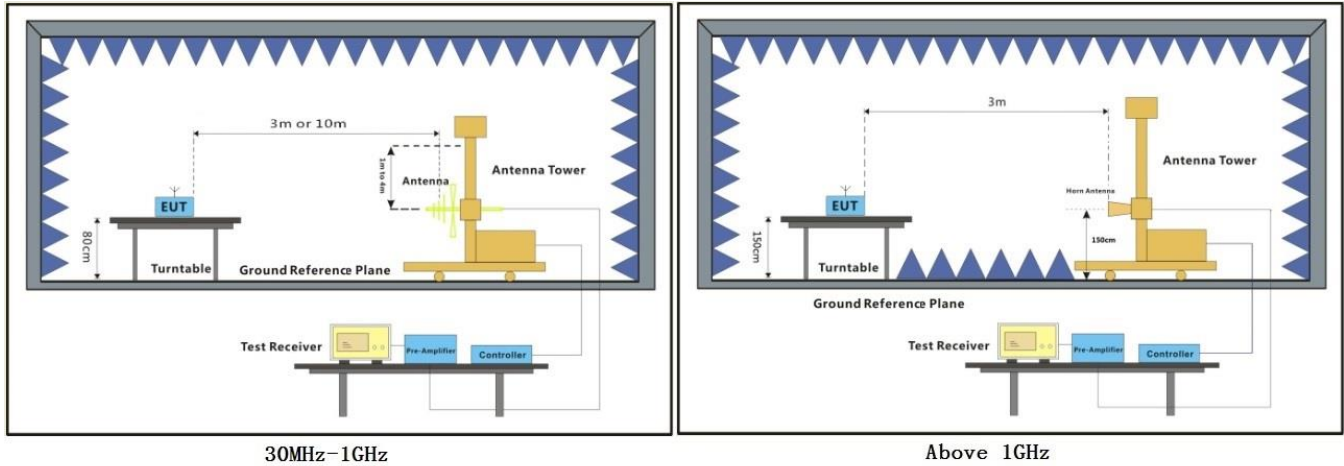 3m or 10m
1m to 4m
Antenna
Antenna Tower
EUT
80cm
Turntable
Ground Reference Plane
Test Receiver
Pre-Amplifier
Controller
30MHz-1GHz
3m
Antenna Tower
Horn Antenna
EUT
150cm
150cm
Turntable
Ground Reference Plane
Test Receiver
Pre-Amplifier
Controller
Above 1GHz